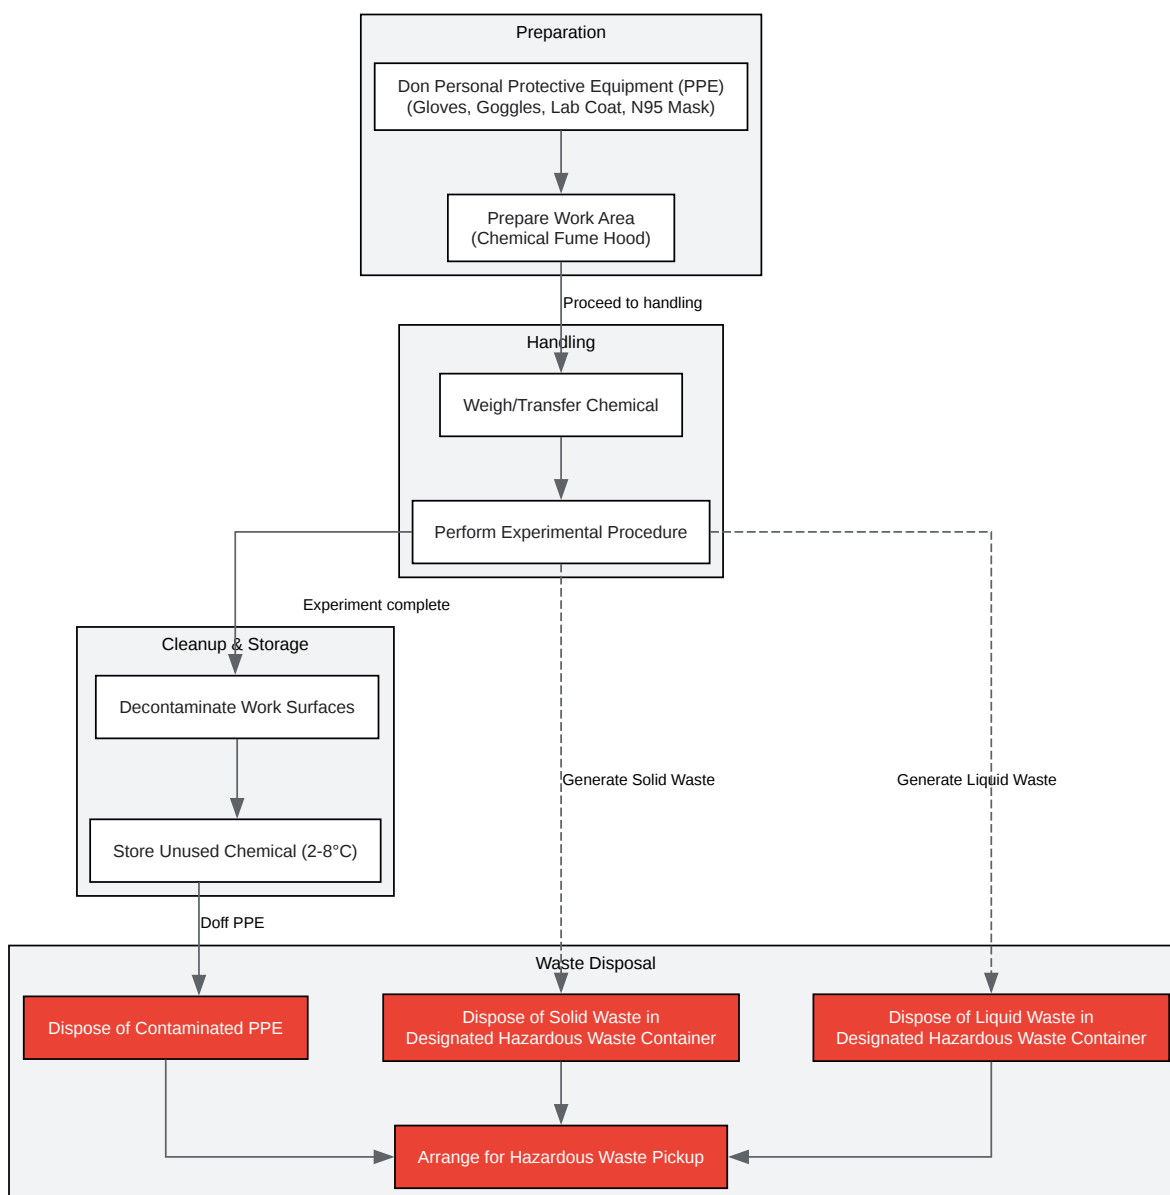 Preparation
Don Personal Protective Equipment (PPE)
(Gloves, Goggles, Lab Coat, N95 Mask)
Prepare Work Area
(Chemical Fume Hood)
Proceed to handling
Handling
Weigh/Transfer Chemical
Perform Experimental Procedure
Experiment complete
Cleanup & Storage
Decontaminate Work Surfaces
Generate Solid Waste
Generate Liquid Waste
Store Unused Chemical (2-8°C)
Doff PPE
Waste Disposal
Dispose of Contaminated PPE
Dispose of Solid Waste in
Designated Hazardous Waste Container
Dispose of Liquid Waste in
Designated Hazardous Waste Container
Arrange for Hazardous Waste Pickup